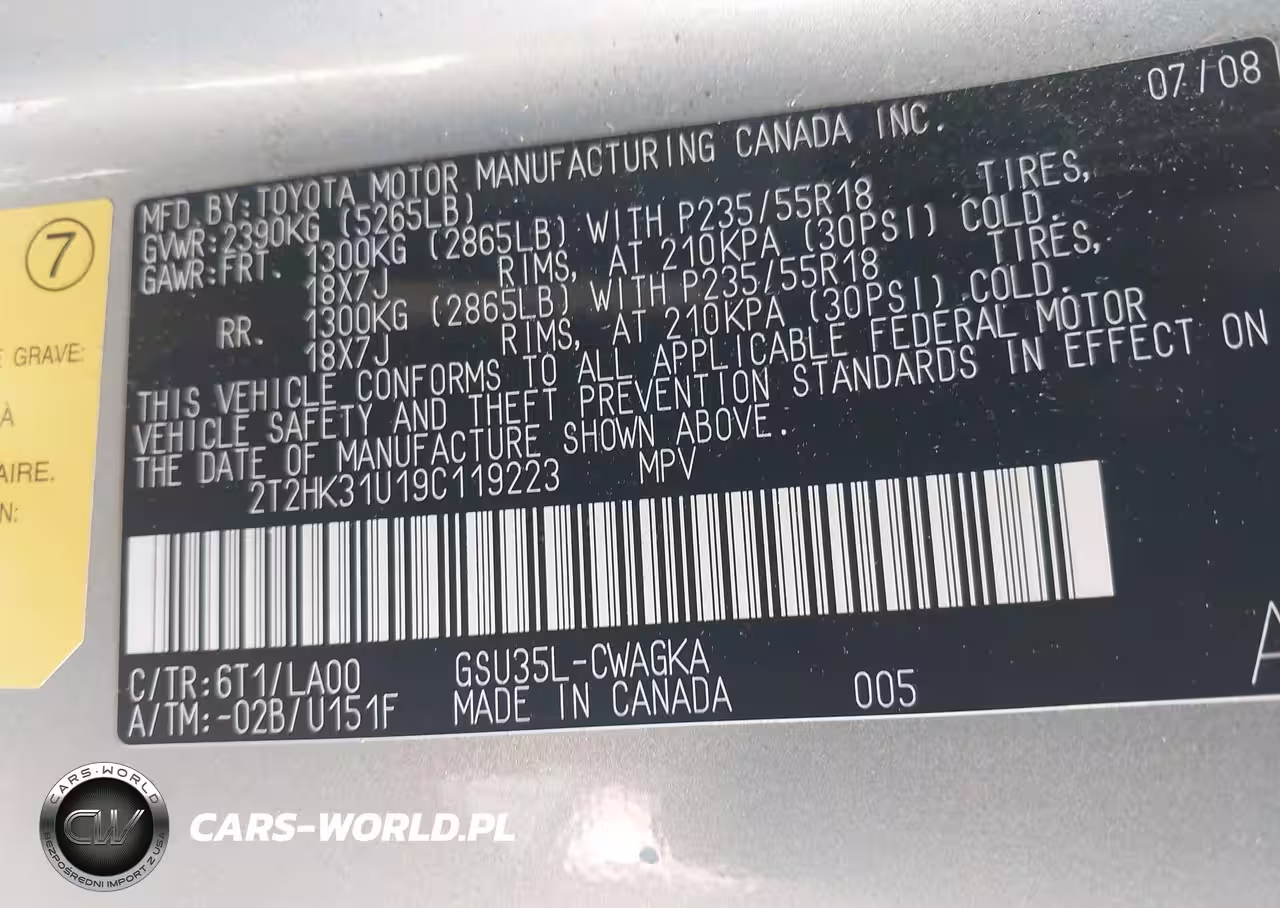 07/08
MFD.BY:TOYOTA MOTOR MANUFACTURING CANADA INC.
GVWR:2390KG (5265LB)
GAWR:FRT. 1300KG (2865LB) WITH P235/55R18 TIRES,
18X7J RIMS, AT 210KPA (30PSI) COLD.
RR. 1300KG (2865LB) WITH P235/55R18 TIRES,
18X7J RIMS, AT 210KPA (30PSI) COLD.
THIS VEHICLE CONFORMS TO ALL APPLICABLE FEDERAL MOTOR
VEHICLE SAFETY AND THEFT PREVENTION STANDARDS IN EFFECT ON
THE DATE OF MANUFACTURE SHOWN ABOVE.
2T2HK31U19C119223 MPV
C/TR:6T1/LA00 GSU35L-CWAGKA
A/TM:-02B/U151F MADE IN CANADA 005
A
7
E GRAVE:
À
AIRE.
N:
CARS-WORLD
CW
BEZPOŚREDNI IMPORT Z USA
CARS-WORLD.PL